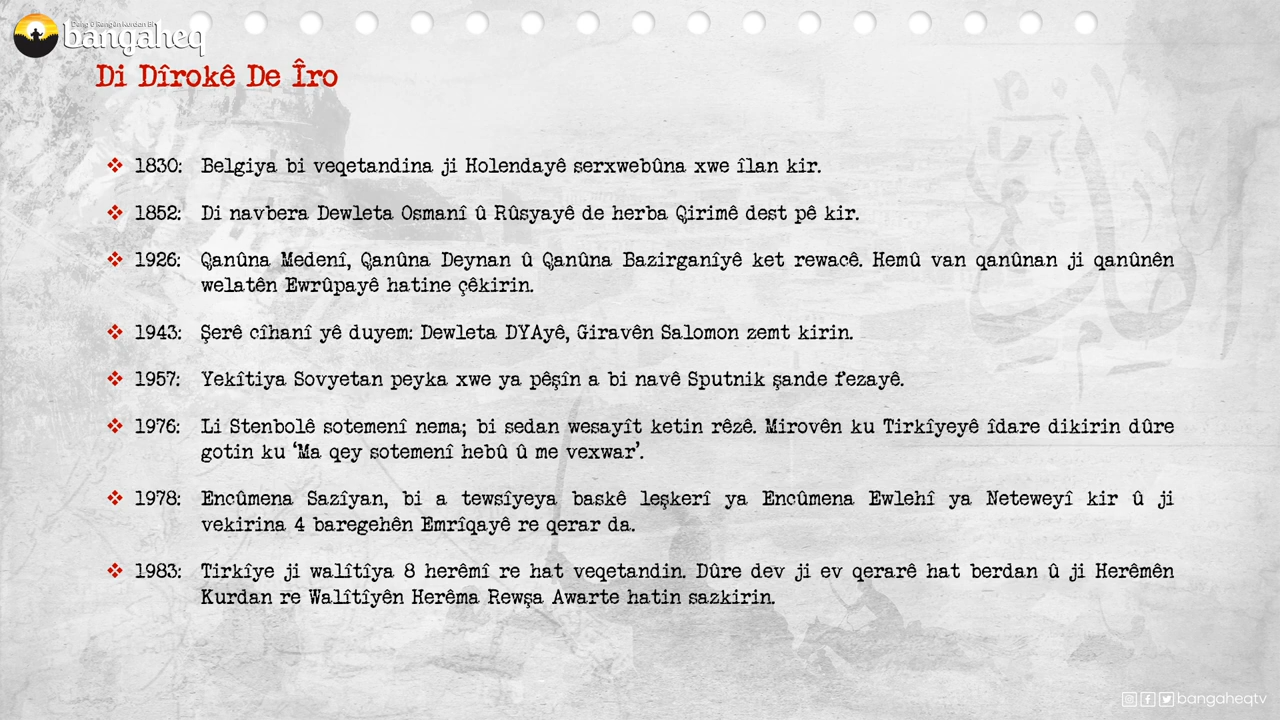 Deng û Rengên Kurdan Bi
bangaheq
Di Dîrokê De Îro
❖ 1830: Belgiya bi veqetandina ji Holendayê serxwebûna xwe îlan kir.
❖ 1852: Di navbera Dewleta Osmanî û Rûsyayê de herba Qirimê dest pê kir.
❖ 1926: Qanûna Medenî, Qanûna Deynan û Qanûna Bazirganîyê ket rewacê. Hemû van qanûnan ji qanûnên
welatên Ewrûpayê hatine çêkirin.
❖ 1943: Şerê cîhanî yê duyem: Dewleta DYAyê, Giravên Salomon zemt kirin.
❖ 1957: Yekîtiya Sovyetan peyka xwe ya pêşîn a bi navê Sputnik şande fezayê.
❖ 1976: Li Stenbolê sotemenî nema; bi sedan wesayît ketin rêzê. Mirovên ku Tirkîyeyê îdare dikirin dûre
gotin ku ‘Ma qey sotemenî hebû û me vexwar’.
❖ 1978: Encûmena Sazîyan, bi a tewsîyeya baskê leşkerî ya Encûmena Ewlehî ya Neteweyî kir û ji
vekirina 4 baregehên Emrîqayê re qerar da.
❖ 1983: Tirkîye ji walîtîya 8 herêmî re hat veqetandin. Dûre dev ji ev qerarê hat berdan û ji Herêmên
Kurdan re Walîtîyên Herêma Rewşa Awarte hatin sazkirin.
bangaheqtv